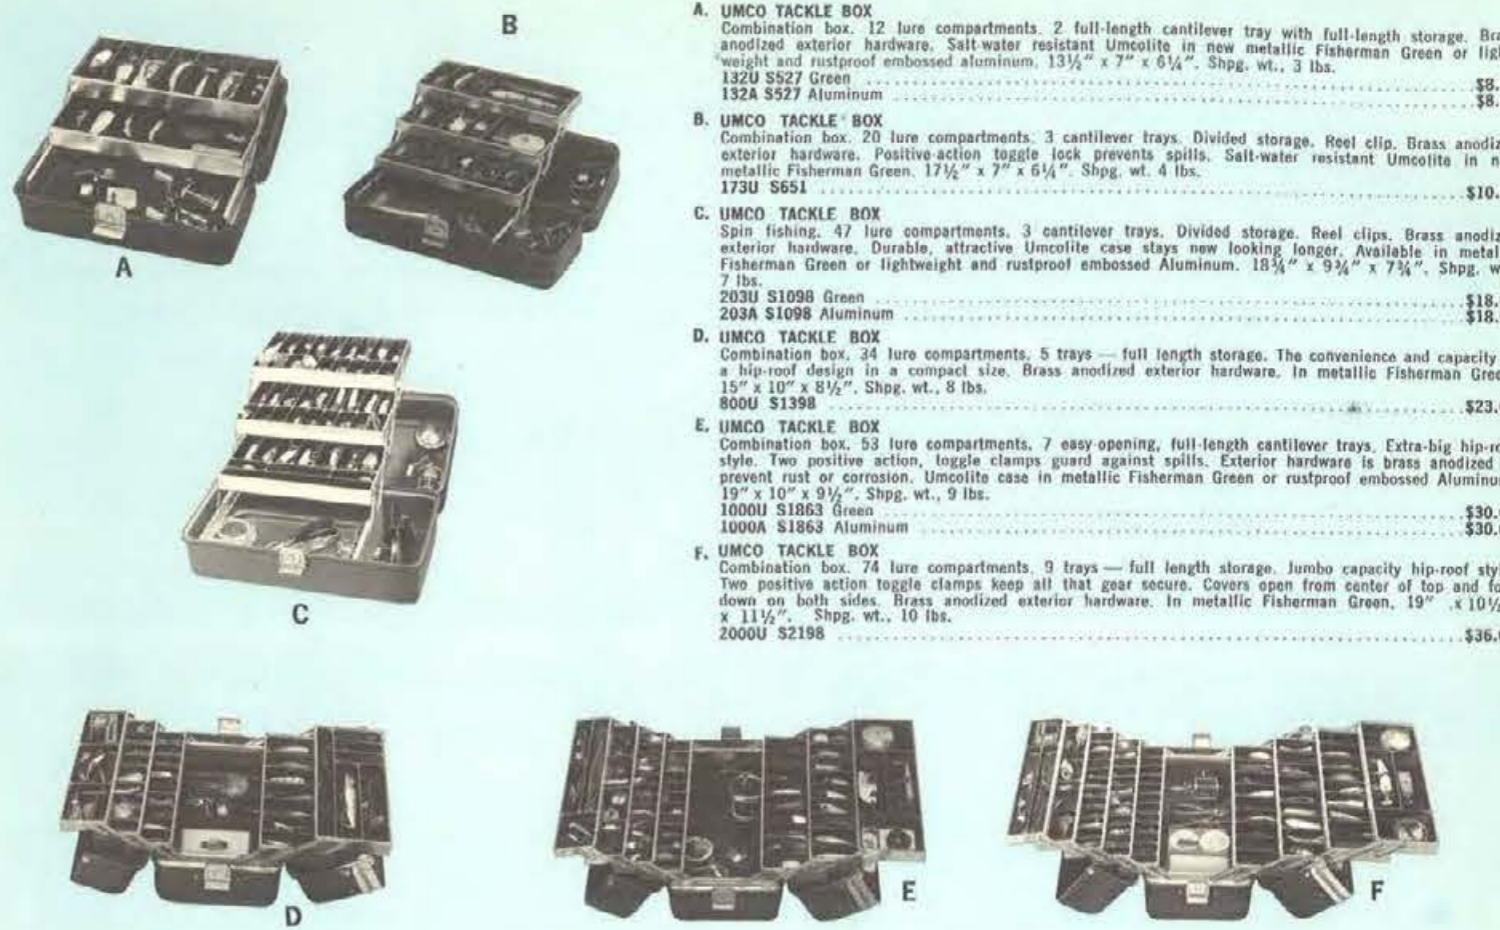 B
A
C
D
E
F
A. UMCO TACKLE BOX
Combination box. 12 lure compartments. 2 full-length cantilever tray with full-length storage. Bra
anodized exterior hardware. Salt-water resistant Umcolite in new metallic Fisherman Green or ligh
weight and rustproof embossed aluminum. 13½" x 7" x 6¼". Shpg. wt., 3 lbs.
132U S527 Green ........ $8.
132A S527 Aluminum ........ $8.
B. UMCO TACKLE BOX
Combination box. 20 lure compartments. 3 cantilever trays. Divided storage. Reel clip. Brass anodiz
exterior hardware. Positive-action toggle lock prevents spills. Salt-water resistant Umcolite in n
metallic Fisherman Green. 17½" x 7" x 6¼". Shpg. wt. 4 lbs.
173U S651 ........ $10.
C. UMCO TACKLE BOX
Spin fishing. 47 lure compartments. 3 cantilever trays. Divided storage. Reel clips. Brass anodiz
exterior hardware. Durable, attractive Umcolite case stays new looking longer. Available in metal
Fisherman Green or lightweight and rustproof embossed Aluminum. 18¾" x 9¾" x 7¾". Shpg. w
7 lbs.
203U S1098 Green ........ $18.
203A S1098 Aluminum ........ $18.
D. UMCO TACKLE BOX
Combination box. 34 lure compartments. 5 trays — full length storage. The convenience and capacity
a hip-roof design in a compact size. Brass anodized exterior hardware. In metallic Fisherman Gree
15" x 10" x 8½". Shpg. wt., 8 lbs.
800U S1398 ........ $23.
E. UMCO TACKLE BOX
Combination box. 53 lure compartments. 7 easy-opening, full-length cantilever trays. Extra-big hip-ro
style. Two positive action, toggle clamps guard against spills. Exterior hardware is brass anodized
prevent rust or corrosion. Umcolite case in metallic Fisherman Green or rustproof embossed Aluminu
19" x 10" x 9½". Shpg. wt., 9 lbs.
1000U S1863 Green ........ $30.
1000A S1863 Aluminum ........ $30.
F. UMCO TACKLE BOX
Combination box. 74 lure compartments. 9 trays — full length storage. Jumbo capacity hip-roof styl
Two positive action toggle clamps keep all that gear secure. Covers open from center of top and fo
down on both sides. Brass anodized exterior hardware. In metallic Fisherman Green. 19" x 10½
x 11½". Shpg. wt., 10 lbs.
2000U S2198 ........ $36.